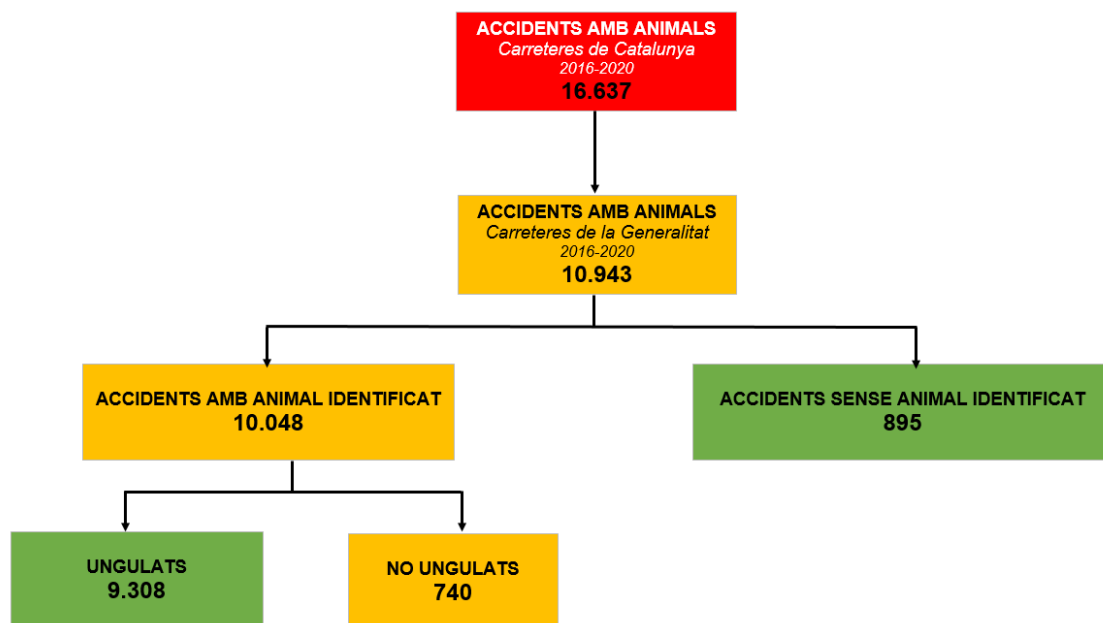 ACCIDENTS AMB ANIMALS
Carreteres de Catalunya
2016-2020
16.637
ACCIDENTS AMB ANIMALS
Carreteres de la Generalitat
2016-2020
10.943
ACCIDENTS AMB ANIMAL IDENTIFICAT
10.048
ACCIDENTS SENSE ANIMAL IDENTIFICAT
895
UNGULATS
9.308
NO UNGULATS
740